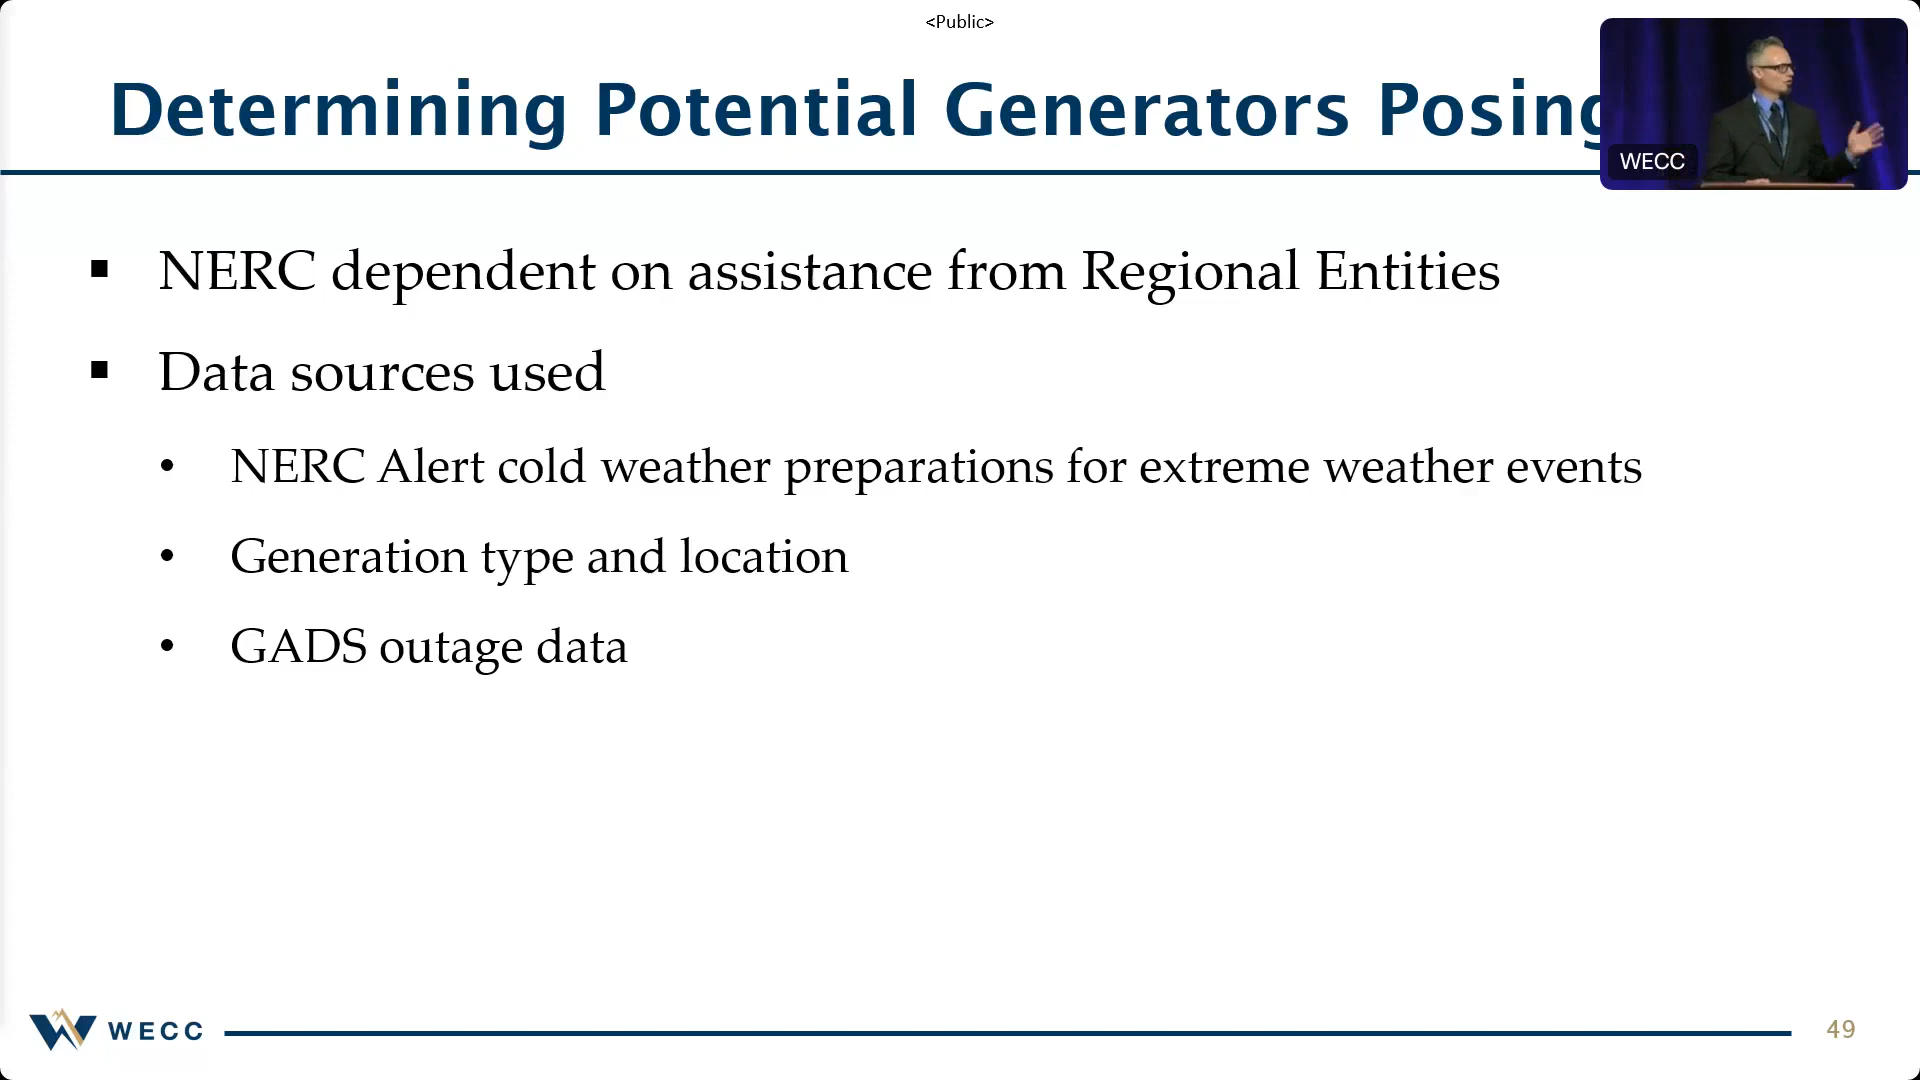 <Public>
Determining Potential Generators Posing
WECC
▪ NERC dependent on assistance from Regional Entities
▪ Data sources used
• NERC Alert cold weather preparations for extreme weather events
• Generation type and location
• GADS outage data
WECC
49